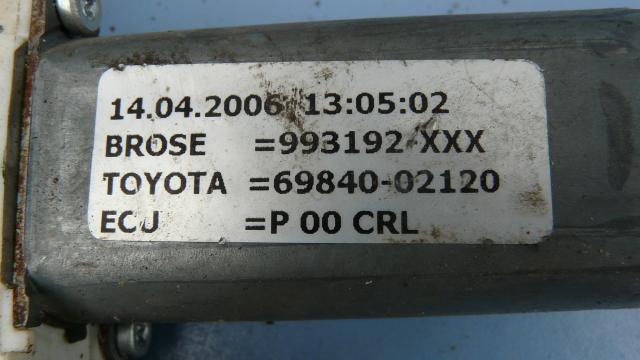 14.04.2006 13:05:02
BROSE =993192-XXX
TOYOTA =69840-02120
ECU =P 00 CRL